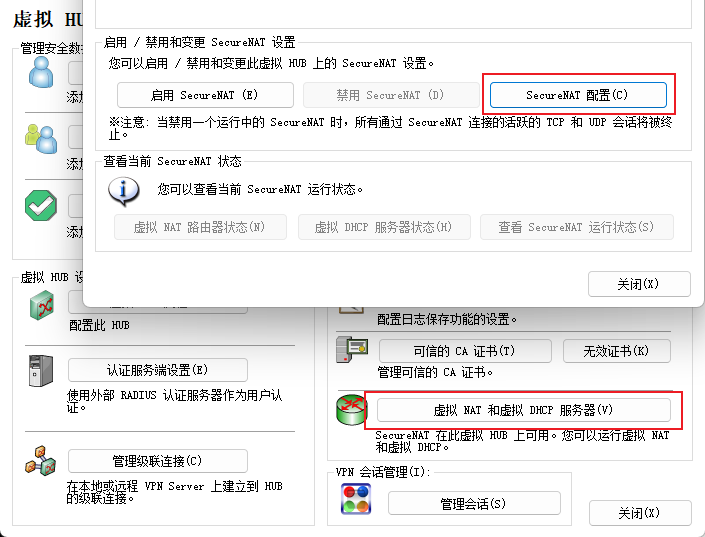 虚拟 HU
启用 / 禁用和变更 SecureNAT 设置
您可以启用 / 禁用和变更此虚拟 HUB 上的 SecureNAT 设置。
启用 SecureNAT (E)
禁用 SecureNAT (D)
SecureNAT 配置(C)
※注意: 当禁用一个运行中的 SecureNAT 时，所有通过 SecureNAT 连接的活跃的 TCP 和 UDP 会话将被终
止。
查看当前 SecureNAT 状态
您可以查看当前 SecureNAT 运行状态。
虚拟 NAT 路由器状态(N)
虚拟 DHCP 服务器状态(H)
查看 SecureNAT 运行状态(S)
关闭(X)
管理安全数
添加
添加
添加
虚拟 HUB 设
配置此 HUB
认证服务端设置(E)
使用外部 RADIUS 认证服务器作为用户认
证。
管理级联连接(C)
在本地或远程 VPN Server 上建立到 HUB
的级联连接。
配置日志保存功能的设置。
可信的 CA 证书(T)
无效证书(K)
管理可信的 CA 证书。
虚拟 NAT 和虚拟 DHCP 服务器(V)
SecureNAT 在此虚拟 HUB 上可用。您可以运行虚拟 NAT
和虚拟 DHCP。
VPN 会话管理(I):
管理会话(S)
关闭(X)